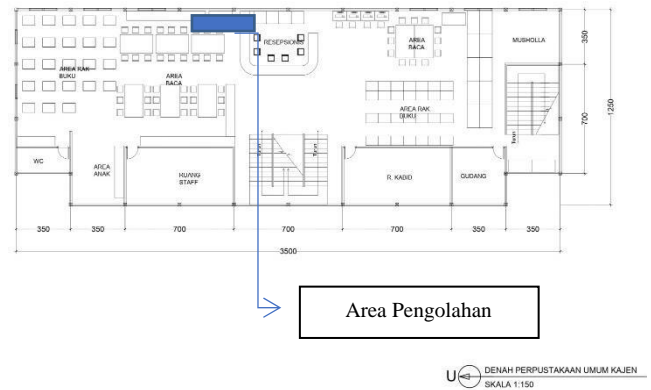 RESEPSIONIS
AREA
BACA
MUSHOLLA
AREA RAK
BUKU
AREA
BACA
AREA RAK
BUKU
350
700
1250
Turun
WC
AREA
ANAK
RUANG
STAFF
R. KABID
GUDANG
350
350
700
700
700
350
350
3500
Area Pengolahan
U
DENAH PERPUSTAKAAN UMUM KAJEN
SKALA 1:150